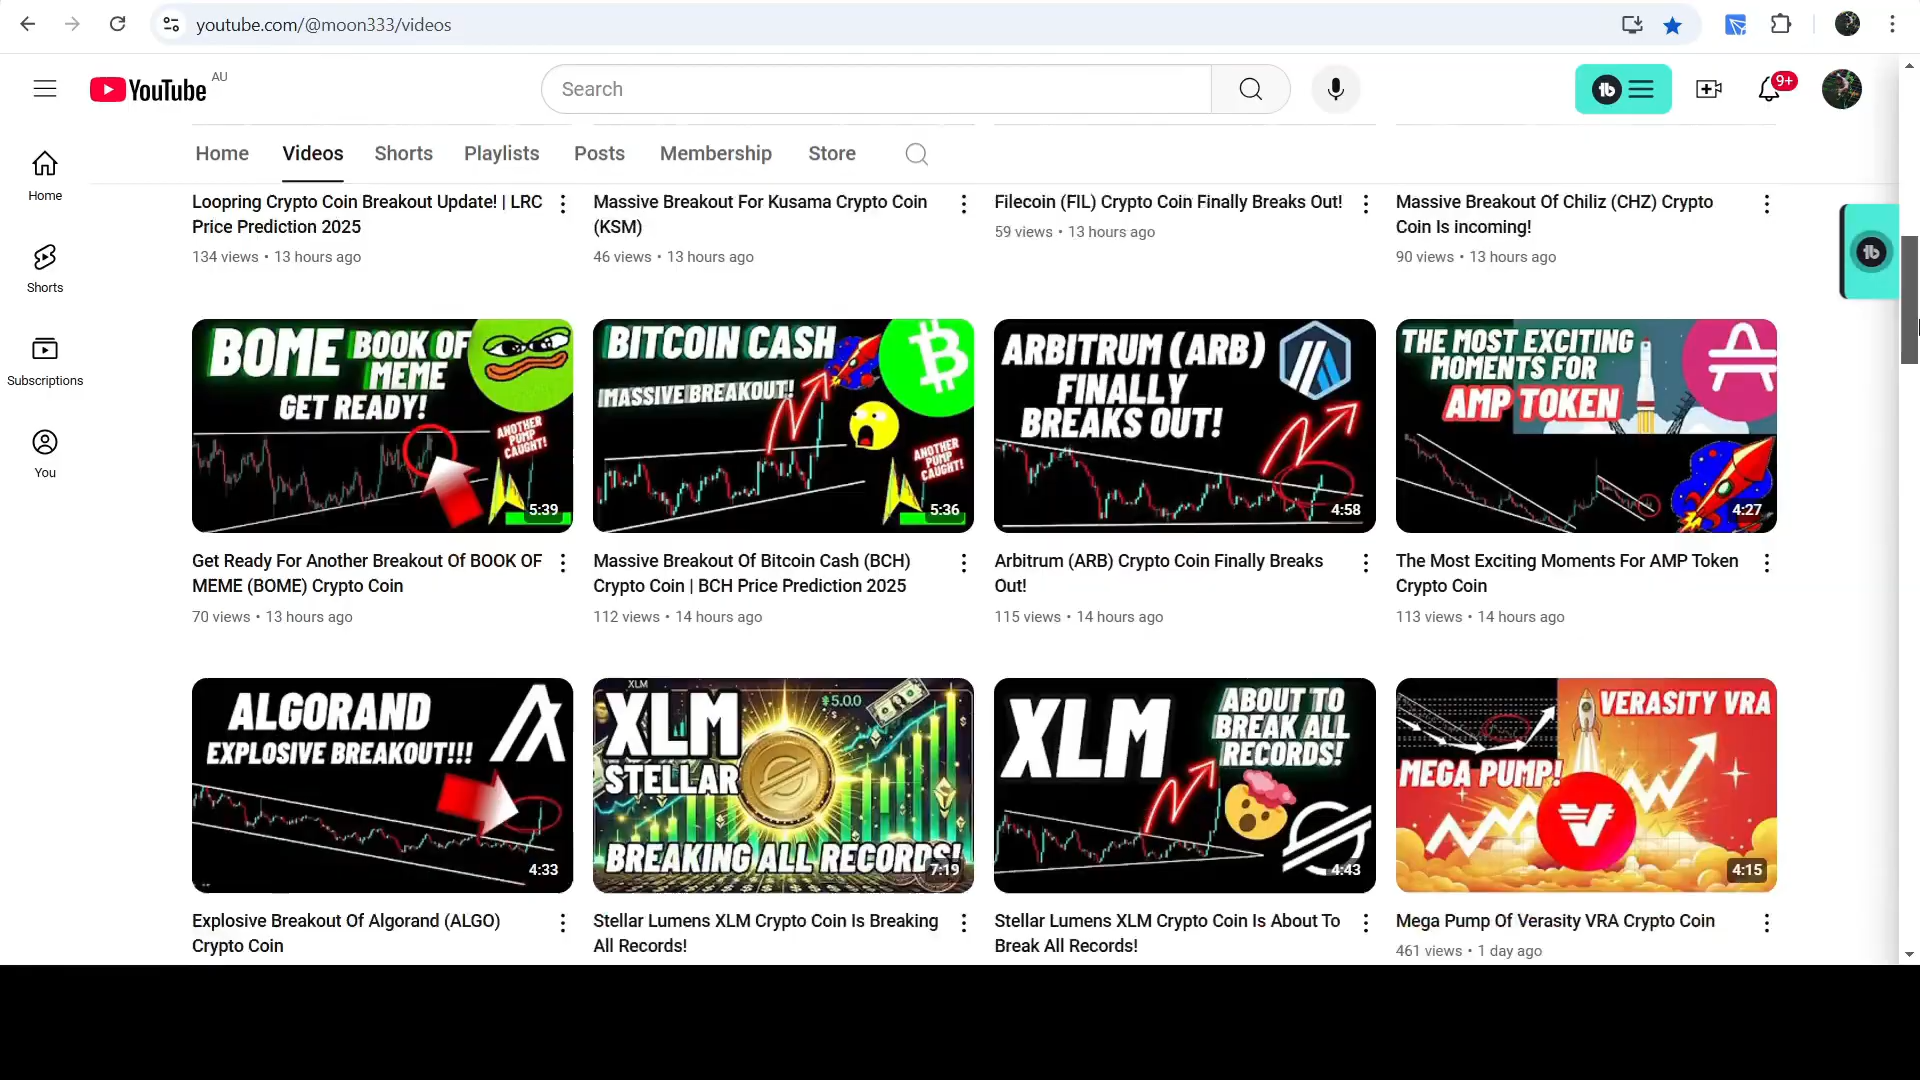 youtube.com/@moon333/videos
YouTube AU
Search
9+
Home
Videos
Shorts
Playlists
Posts
Membership
Store
Home
Shorts
Subscriptions
You
Loopring Crypto Coin Breakout Update! | LRC
Price Prediction 2025
134 views • 13 hours ago
Massive Breakout For Kusama Crypto Coin
(KSM)
46 views • 13 hours ago
Filecoin (FIL) Crypto Coin Finally Breaks Out!
59 views • 13 hours ago
Massive Breakout Of Chiliz (CHZ) Crypto
Coin Is incoming!
90 views • 13 hours ago
BOME BOOK OF
MEME
GET READY!
ANOTHER
PUMP
CAUGHT!
5:39
BITCOIN CASH
MASSIVE BREAKOUT!
ANOTHER
PUMP
CAUGHT!
5:36
ARBITRUM (ARB)
FINALLY
BREAKS OUT!
4:58
THE MOST EXCITING
MOMENTS FOR
AMP TOKEN
4:27
Get Ready For Another Breakout Of BOOK OF
MEME (BOME) Crypto Coin
70 views • 13 hours ago
Massive Breakout Of Bitcoin Cash (BCH)
Crypto Coin | BCH Price Prediction 2025
112 views • 14 hours ago
Arbitrum (ARB) Crypto Coin Finally Breaks
Out!
115 views • 14 hours ago
The Most Exciting Moments For AMP Token
Crypto Coin
113 views • 14 hours ago
ALGORAND
EXPLOSIVE BREAKOUT!!!
4:33
XLM
$5.0.0
XLM
STELLAR
BREAKING ALL RECORDS!
7:19
XLM
ABOUT TO
BREAK ALL
RECORDS!
4:43
VERASITY VRA
MEGA PUMP!
4:15
Explosive Breakout Of Algorand (ALGO)
Crypto Coin
Stellar Lumens XLM Crypto Coin Is Breaking
All Records!
Stellar Lumens XLM Crypto Coin Is About To
Break All Records!
Mega Pump Of Verasity VRA Crypto Coin
461 views • 1 day ago